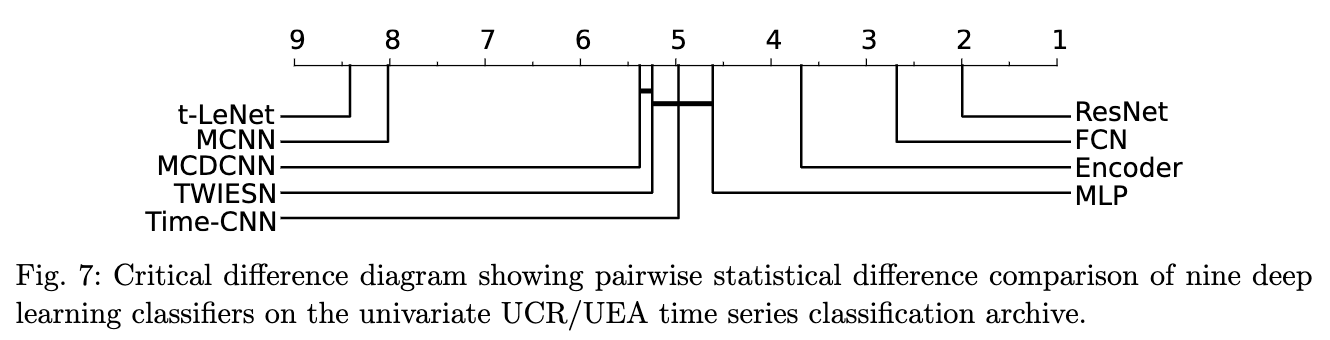 9 8 7 6 5 4 3 2 1
t-LeNet ResNet
MCNN FCN
MCDCNN Encoder
TWIESN MLP
Time-CNN
Fig. 7: Critical difference diagram showing pairwise statistical difference comparison of nine deep
learning classifiers on the univariate UCR/UEA time series classification archive.